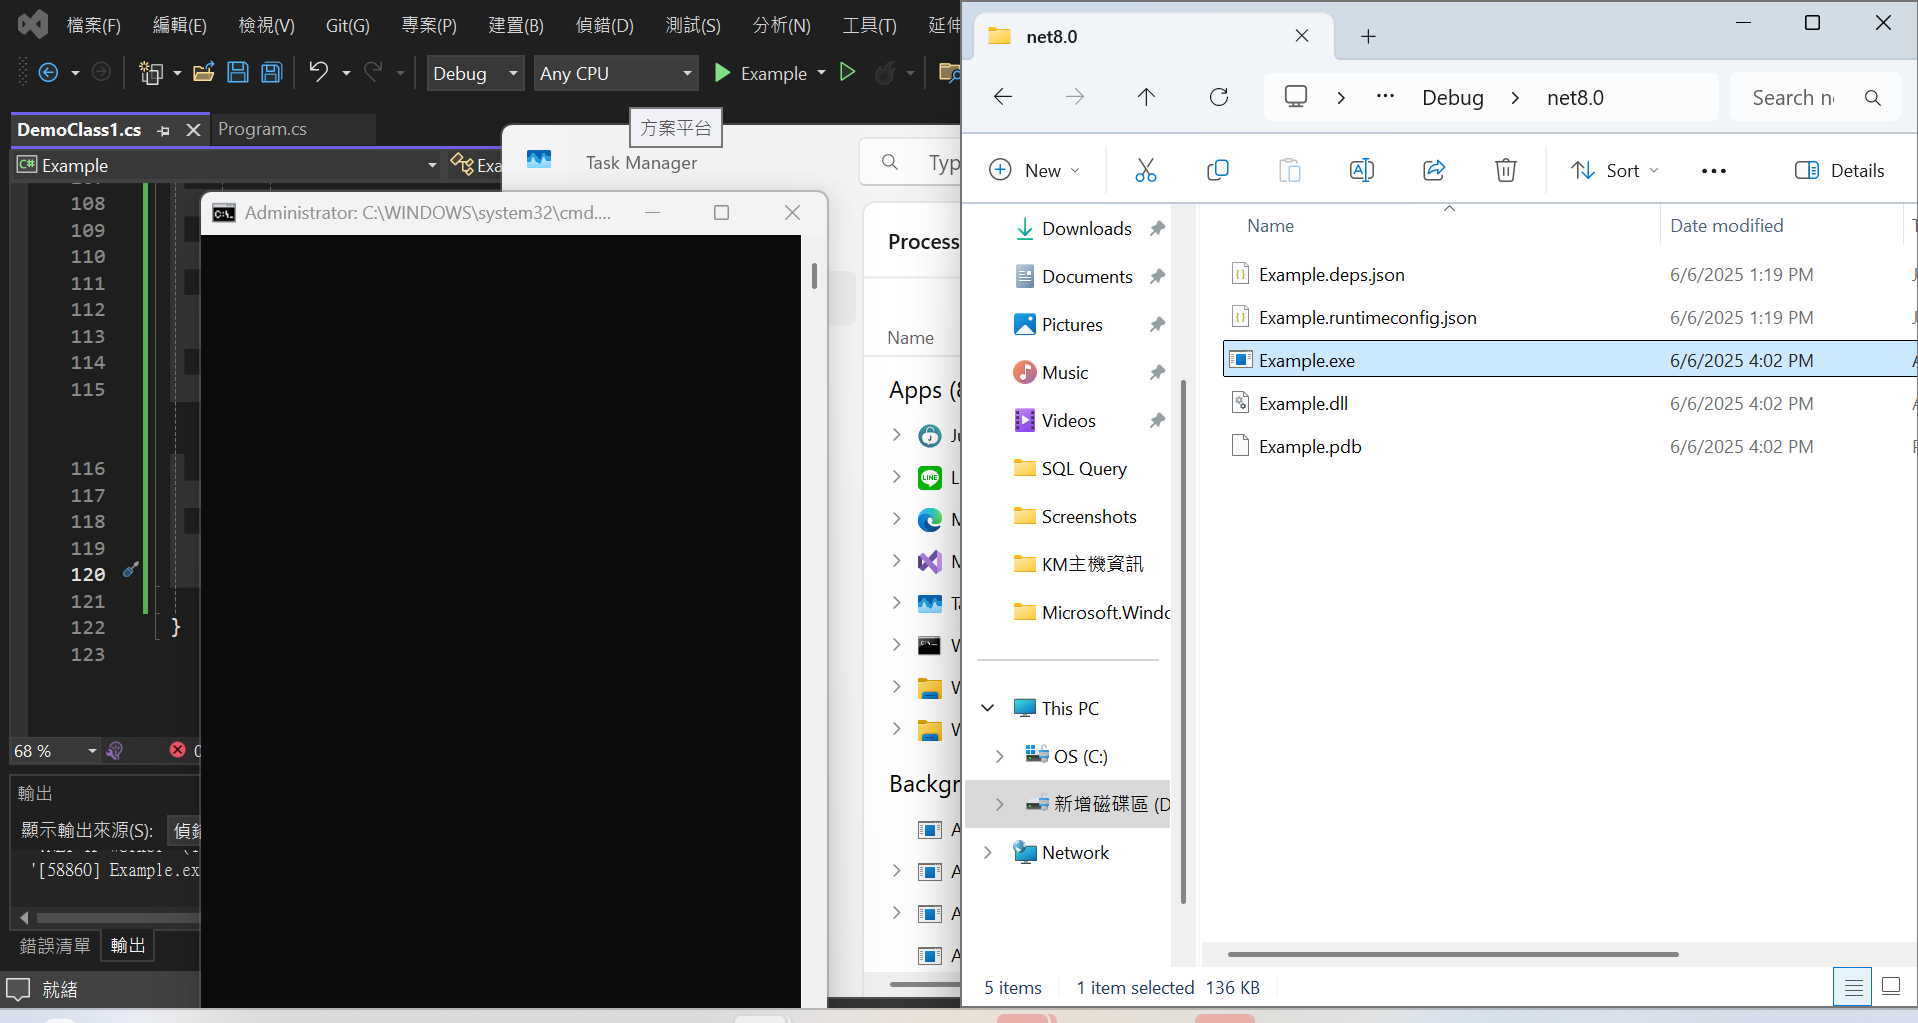 檔案(F) 編輯(E) 檢視(V) Git(G) 專案(P) 建置(B) 偵錯(D) 測試(S) 分析(N) 工具(T) 延伸
Debug Any CPU Example
方案平台
DemoClass1.cs Program.cs
Example Exa
108
109
110
111
112
113
114
115
116
117
118
119
120
121
122 }
123
68 %
輸出
顯示輸出來源(S): 偵錯
'[58860] Example.ex
錯誤清單 輸出
就緒
Administrator: C:\WINDOWS\system32\cmd....
Task Manager
Typ
Process
Name
Apps (8
Ju
L
M
M
Ta
W
W
W
Backgr
A
A
A
A
net8.0
Debug > net8.0
Search n
New
Sort
Details
Downloads
Documents
Pictures
Music
Videos
SQL Query
Screenshots
KM主機資訊
Microsoft.Windo
This PC
OS (C:)
新增磁碟區 (D
Network
Name Date modified T
Example.deps.json 6/6/2025 1:19 PM J
Example.runtimeconfig.json 6/6/2025 1:19 PM J
Example.exe 6/6/2025 4:02 PM A
Example.dll 6/6/2025 4:02 PM A
Example.pdb 6/6/2025 4:02 PM P
5 items 1 item selected 136 KB